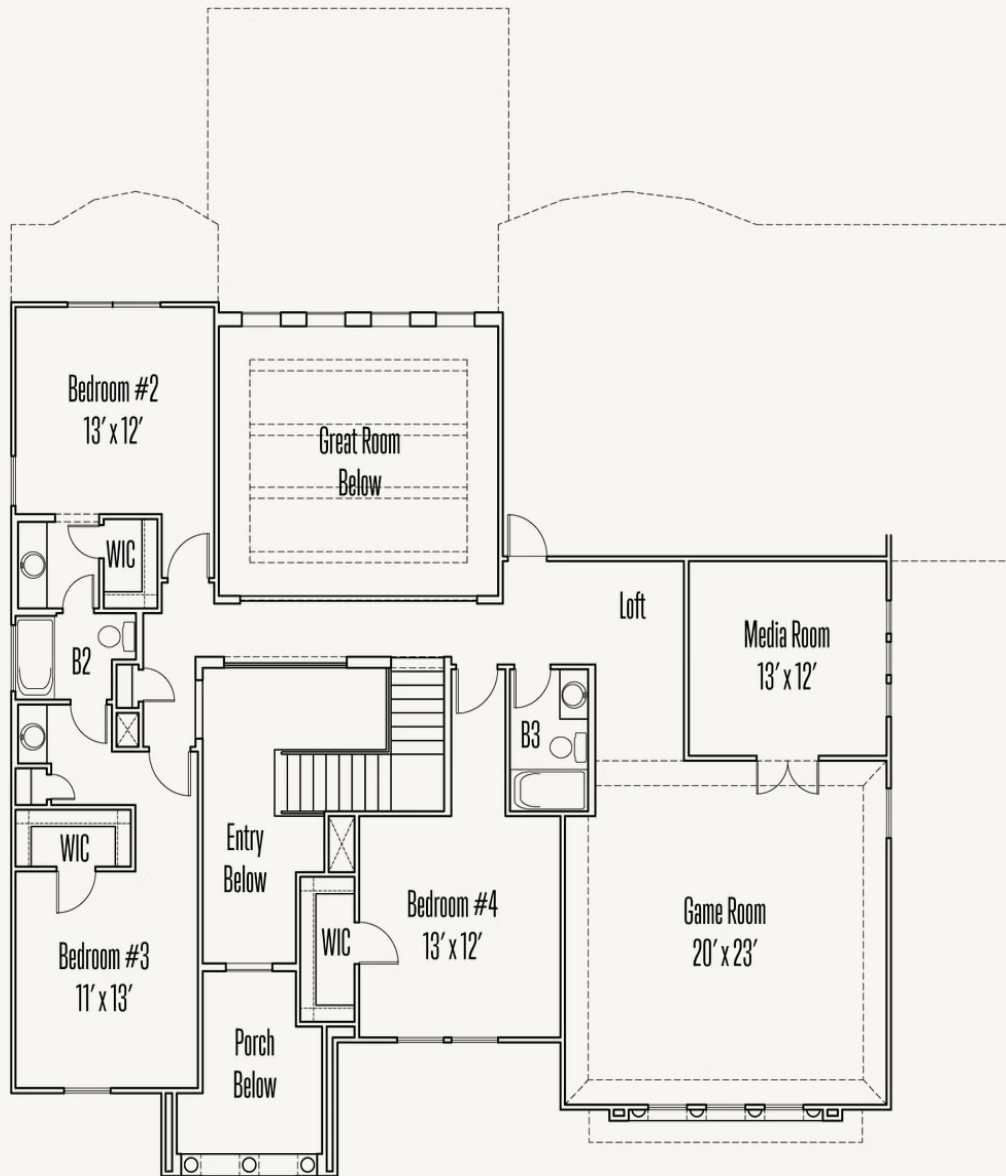 Bedroom #2
13′ x 12′
Great Room
Below
WIC
Loft
Media Room
13′ x 12′
B2
B3
WIC
Entry
Below
Bedroom #4
13′ x 12′
Game Room
20′ x 23′
WIC
Bedroom #3
11′ x 13′
Porch
Below